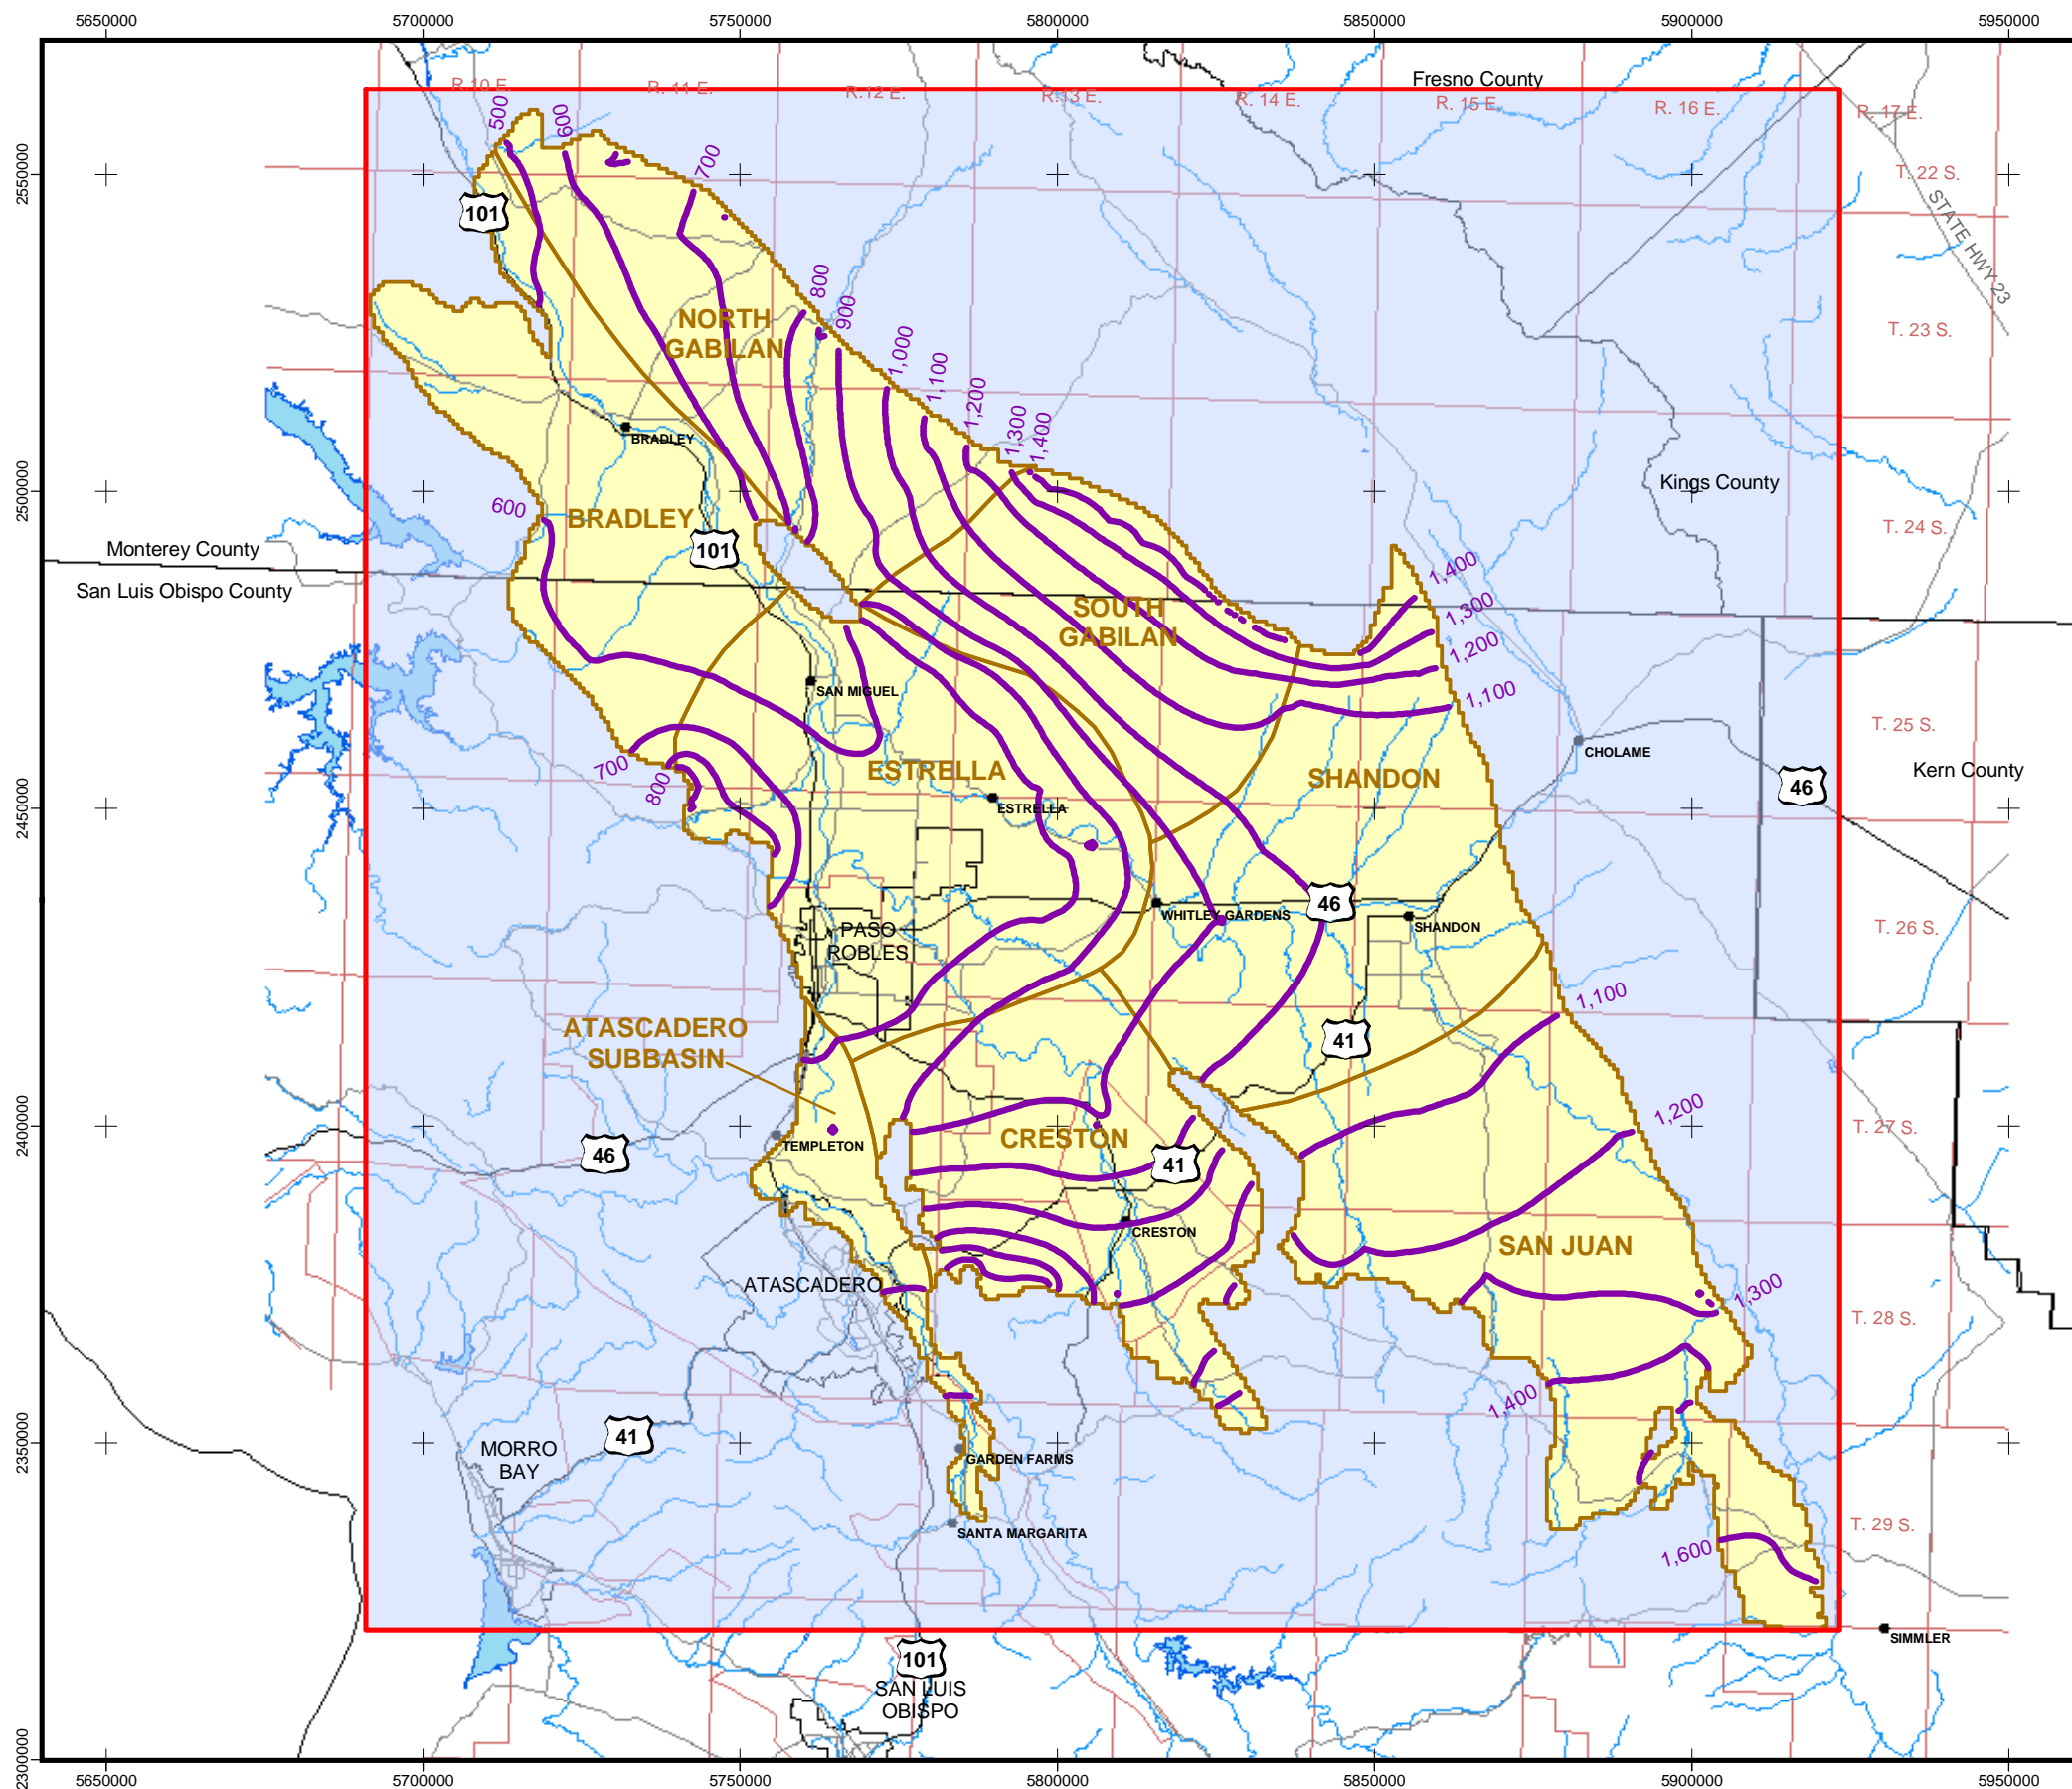 5650000
5700000
5750000
5800000
5850000
5900000
5950000
Fresno County
R. 10 E.
R. 11 E.
R. 12 E.
R. 13 E.
R. 14 E.
R. 15 E.
R. 16 E.
R. 17 E.
500
600
700
2550000
T. 22 S.
101
STATE HWY 23
800
900
NORTH
GABILAN
T. 23 S.
1,000
1,100
1,200
1,300
1,400
BRADLEY
2500000
600
BRADLEY
Kings County
T. 24 S.
101
Monterey County
San Luis Obispo County
1,400
1,300
1,200
1,100
SOUTH
GABILAN
SAN MIGUEL
T. 25 S.
CHOLAME
700
800
ESTRELLA
SHANDON
Kern County
46
2450000
ESTRELLA
46
WHITLEY GARDENS
SHANDON
T. 26 S.
PASO
ROBLES
1,100
ATASCADERO
SUBBASIN
41
2400000
1,200
T. 27 S.
CRESTON
TEMPLETON
46
41
CRESTON
SAN JUAN
ATASCADERO
1,300
T. 28 S.
1,400
41
2350000
MORRO
BAY
GARDEN FARMS
SANTA MARGARITA
T. 29 S.
1,600
SIMMLER
101
SAN LUIS
OBISPO
2300000
5650000
5700000
5750000
5800000
5850000
5900000
5950000